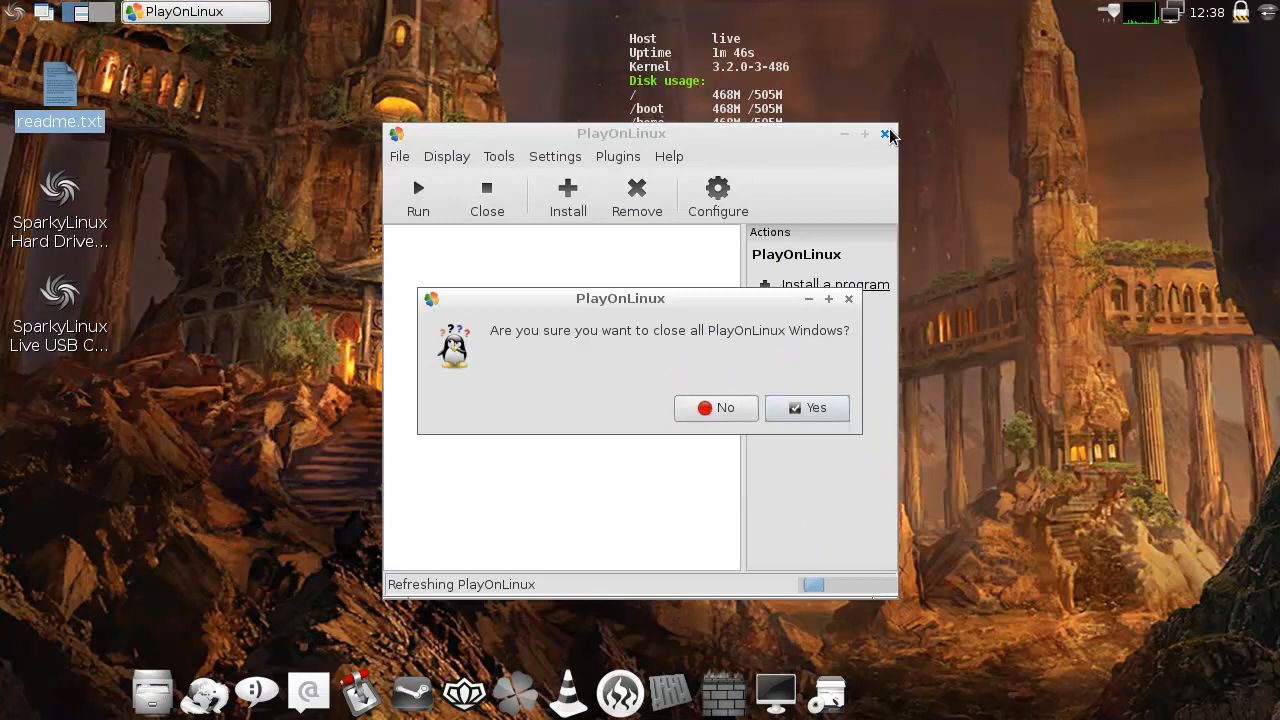 PlayOnLinux
12:38
Host live
Uptime 1m 46s
Kernel 3.2.0-3-486
Disk usage:
/ 468M /505M
/boot 468M /505M
readme.txt
SparkyLinux
Hard Drive...
SparkyLinux
Live USB C...
PlayOnLinux
File Display Tools Settings Plugins Help
Run Close Install Remove Configure
Actions
PlayOnLinux
Install a program
PlayOnLinux
Are you sure you want to close all PlayOnLinux Windows?
No Yes
Refreshing PlayOnLinux